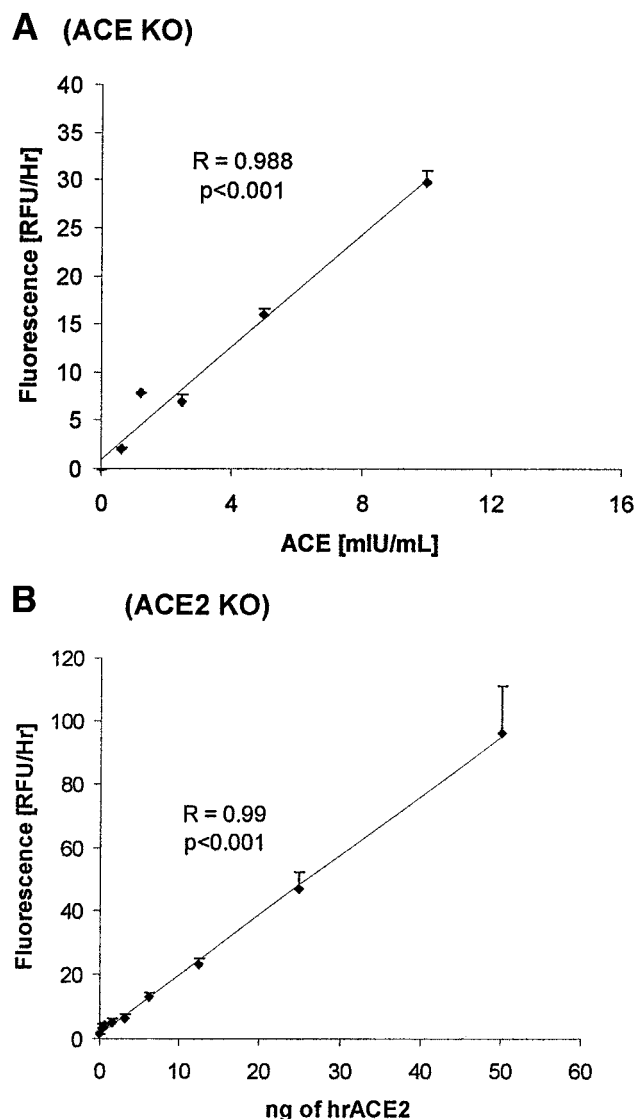 A (ACE KO)
40
35
30
25
20
15
10
5
0
Fluorescence [RFU/Hr]
R = 0.988
p<0.001
0 4 8 12 16
ACE [mIU/mL]
B (ACE2 KO)
120
100
80
60
40
20
0
Fluorescence [RFU/Hr]
R = 0.99
p<0.001
0 10 20 30 40 50 60
ng of hrACE2